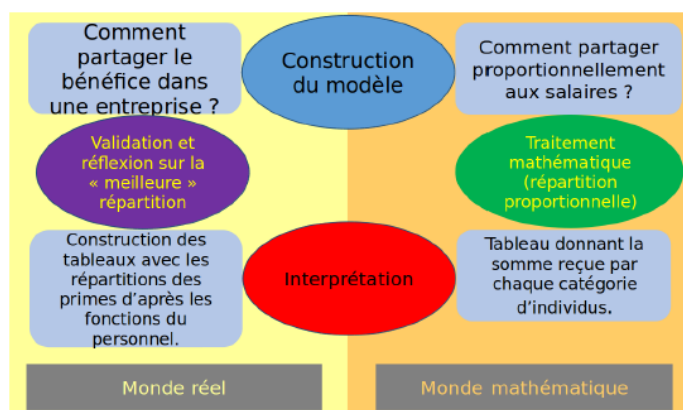 Comment
partager le
bénéfice dans
une entreprise ?
Construction
du modèle
Comment partager
proportionnellement
aux salaires ?
Validation et
réflexion sur la
« meilleure »
répartition
Traitement
mathématique
(répartition
proportionnelle)
Construction des
tableaux avec les
répartitions des
primes d'après les
fonctions du
personnel.
Interprétation
Tableau donnant la
somme reçue par
chaque catégorie
d'individus.
Monde réel
Monde mathématique